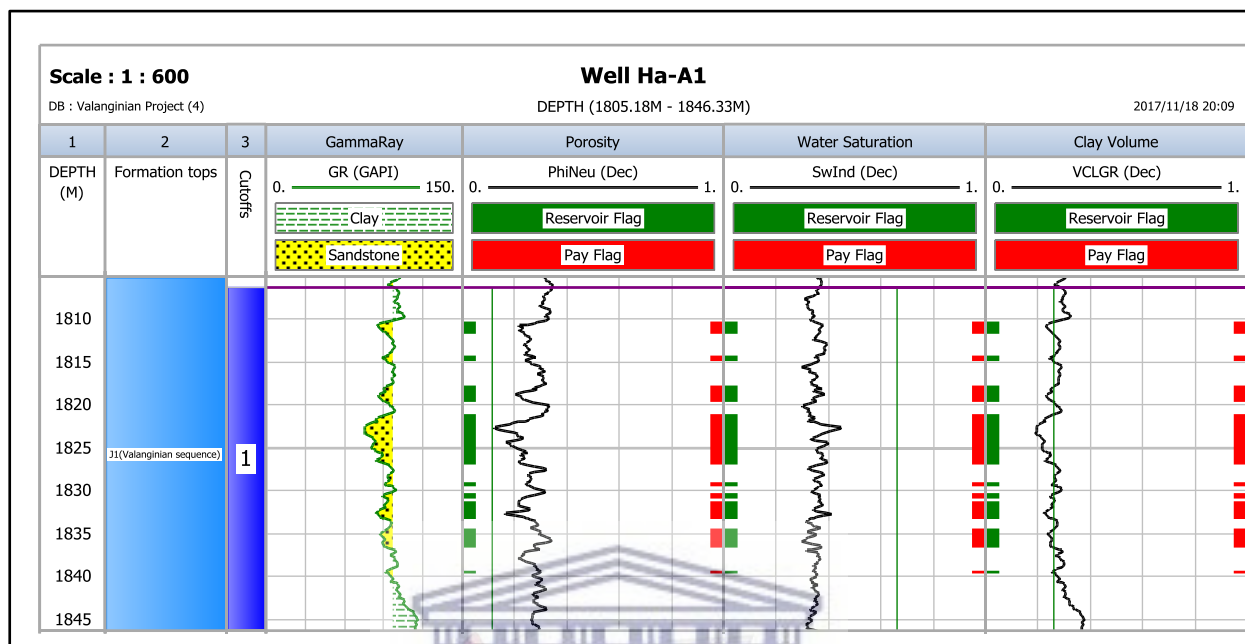 Scale : 1 : 600
Well Ha-A1
DB : Valanginian Project (4)
DEPTH (1805.18M - 1846.33M)
2017/11/18 20:09
1 2 3 GammaRay Porosity Water Saturation Clay Volume
DEPTH (M)
Formation tops
Cutoffs
GR (GAPI)
0. 150.
Clay
Sandstone
PhiNeu (Dec)
0. 1.
Reservoir Flag
Pay Flag
SwInd (Dec)
0. 1.
Reservoir Flag
Pay Flag
VCLGR (Dec)
0. 1.
Reservoir Flag
Pay Flag
1810
1815
1820
1825
1830
1835
1840
1845
J1(Valanginian sequence)
1